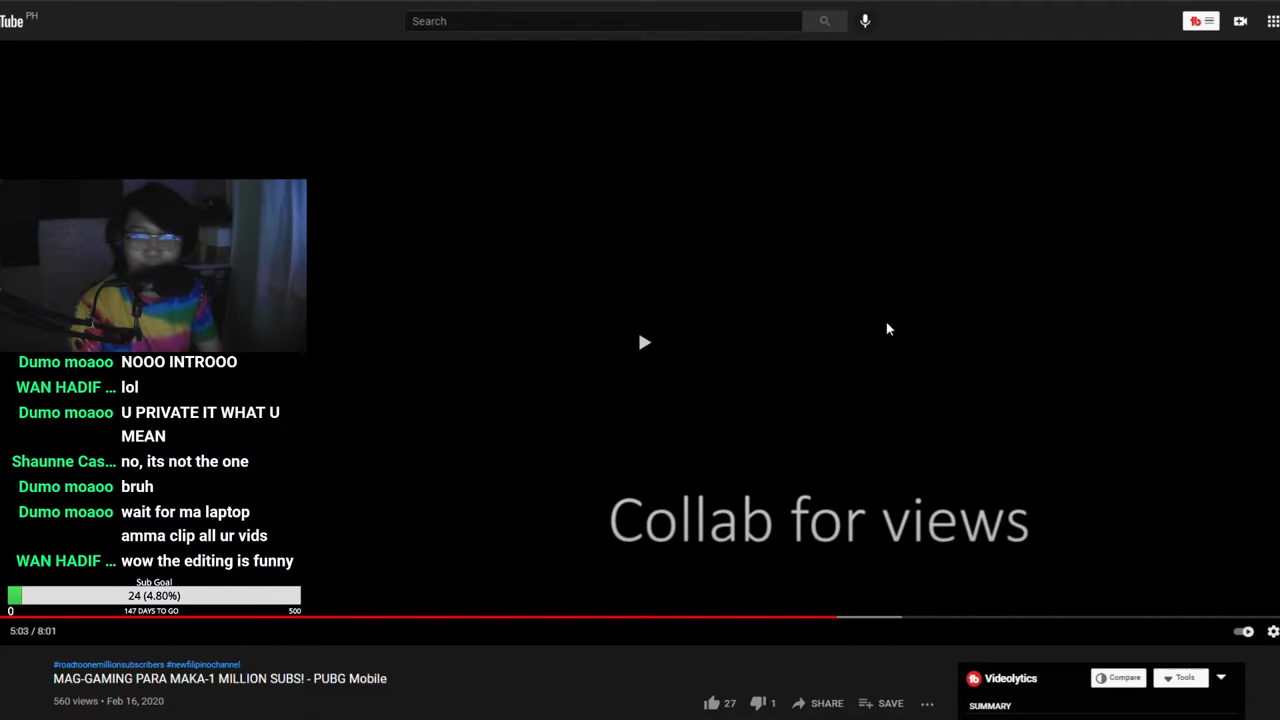 Tube PH
Search
Dumo moaoo NOOO INTROOO
WAN HADIF ... lol
Dumo moaoo U PRIVATE IT WHAT U
MEAN
Shaunne Cas... no, its not the one
Dumo moaoo bruh
Dumo moaoo wait for ma laptop
amma clip all ur vids
WAN HADIF ... wow the editing is funny
Sub Goal
24 (4.80%)
0 147 DAYS TO GO 500
Collab for views
5:03 / 8:01
#roadtoonemillionsubscribers #newfilipinochannel
MAG-GAMING PARA MAKA-1 MILLION SUBS! - PUBG Mobile
560 views • Feb 16, 2020
27 1 SHARE SAVE
Videolytics Compare Tools
SUMMARY